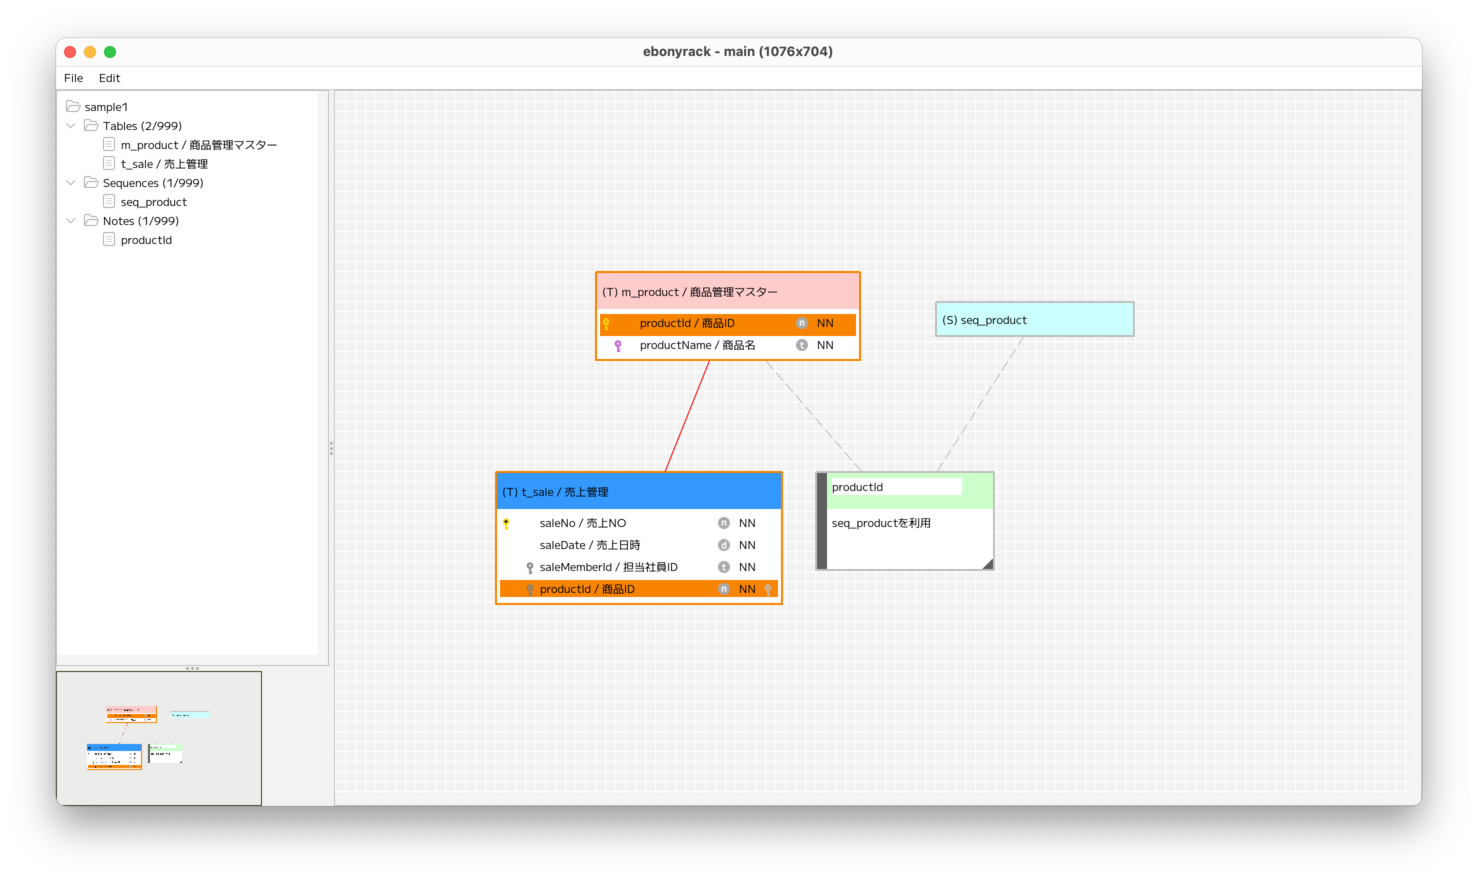 ebonyrack - main (1076x704)
File Edit
sample1
Tables (2/999)
m_product / 商品管理マスター
t_sale / 売上管理
Sequences (1/999)
seq_product
Notes (1/999)
productId
(T) m_product / 商品管理マスター
productId / 商品ID n NN
productName / 商品名 t NN
(S) seq_product
(T) t_sale / 売上管理
saleNo / 売上NO n NN
saleDate / 売上日時 d NN
saleMemberId / 担当社員ID t NN
productId / 商品ID n NN
productId
seq_productを利用